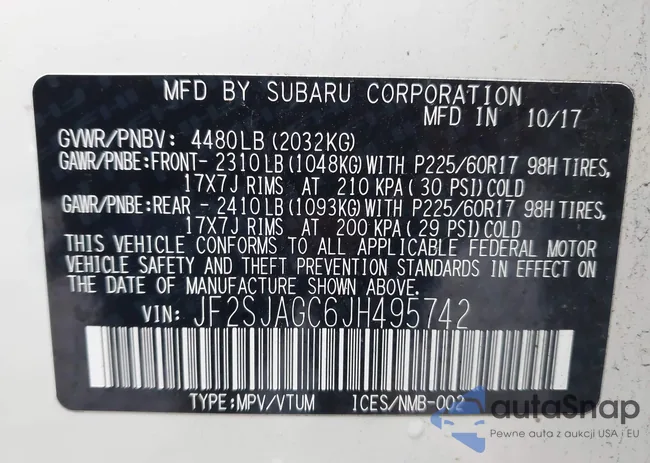 MFD BY SUBARU CORPORATION
MFD IN 10/17
GVWR/PNBV: 4480LB (2032KG)
GAWR/PNBE:FRONT- 2310LB (1048KG) WITH P225/60R17 98H TIRES,
17X7J RIMS AT 210 KPA ( 30 PSI) COLD
GAWR/PNBE:REAR - 2410LB (1093KG) WITH P225/60R17 98H TIRES,
17X7J RIMS AT 200 KPA ( 29 PSI) COLD
THIS VEHICLE CONFORMS TO ALL APPLICABLE FEDERAL MOTOR
VEHICLE SAFETY AND THEFT PREVENTION STANDARDS IN EFFECT ON
THE DATE OF MANUFACTURE SHOWN ABOVE.
VIN: JF2SJAGC6JH495742
TYPE:MPV/VTUM ICES/NMB-002
autaSnap
Pewne auta z aukcji USA i EU